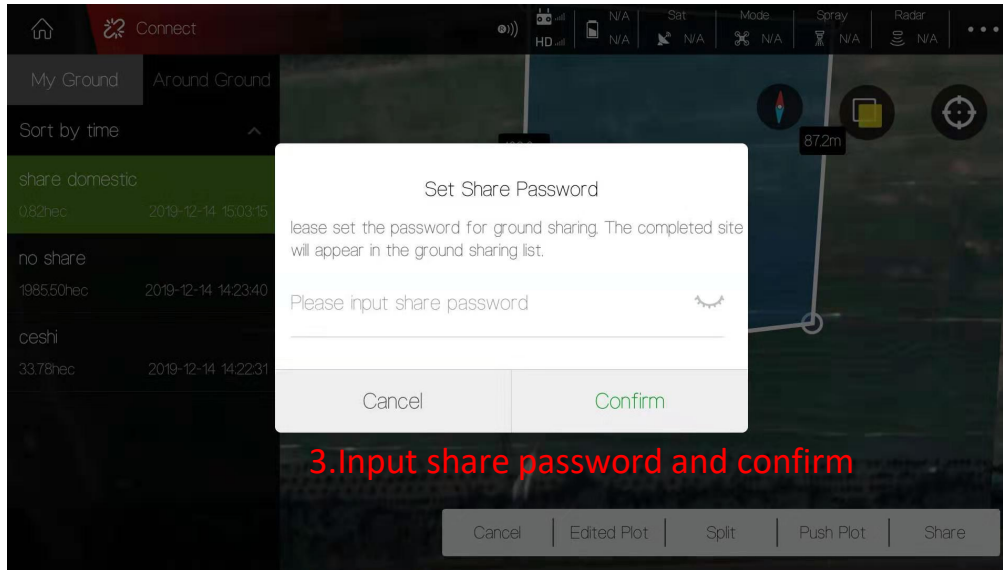 Connect
HD
N/A
N/A
Sat
N/A
Mode
N/A
Spray
N/A
Radar
N/A
My Ground
Around Ground
Sort by time
share domestic
0.82hec
2019-12-14 15:03:15
no share
1985.50hec
2019-12-14 14:23:40
ceshi
33.78hec
2019-12-14 14:22:31
87.2m
Set Share Password
lease set the password for ground sharing. The completed site
will appear in the ground sharing list.
Please input share password
Cancel
Confirm
3.Input share password and confirm
Cancel
Edited Plot
Split
Push Plot
Share